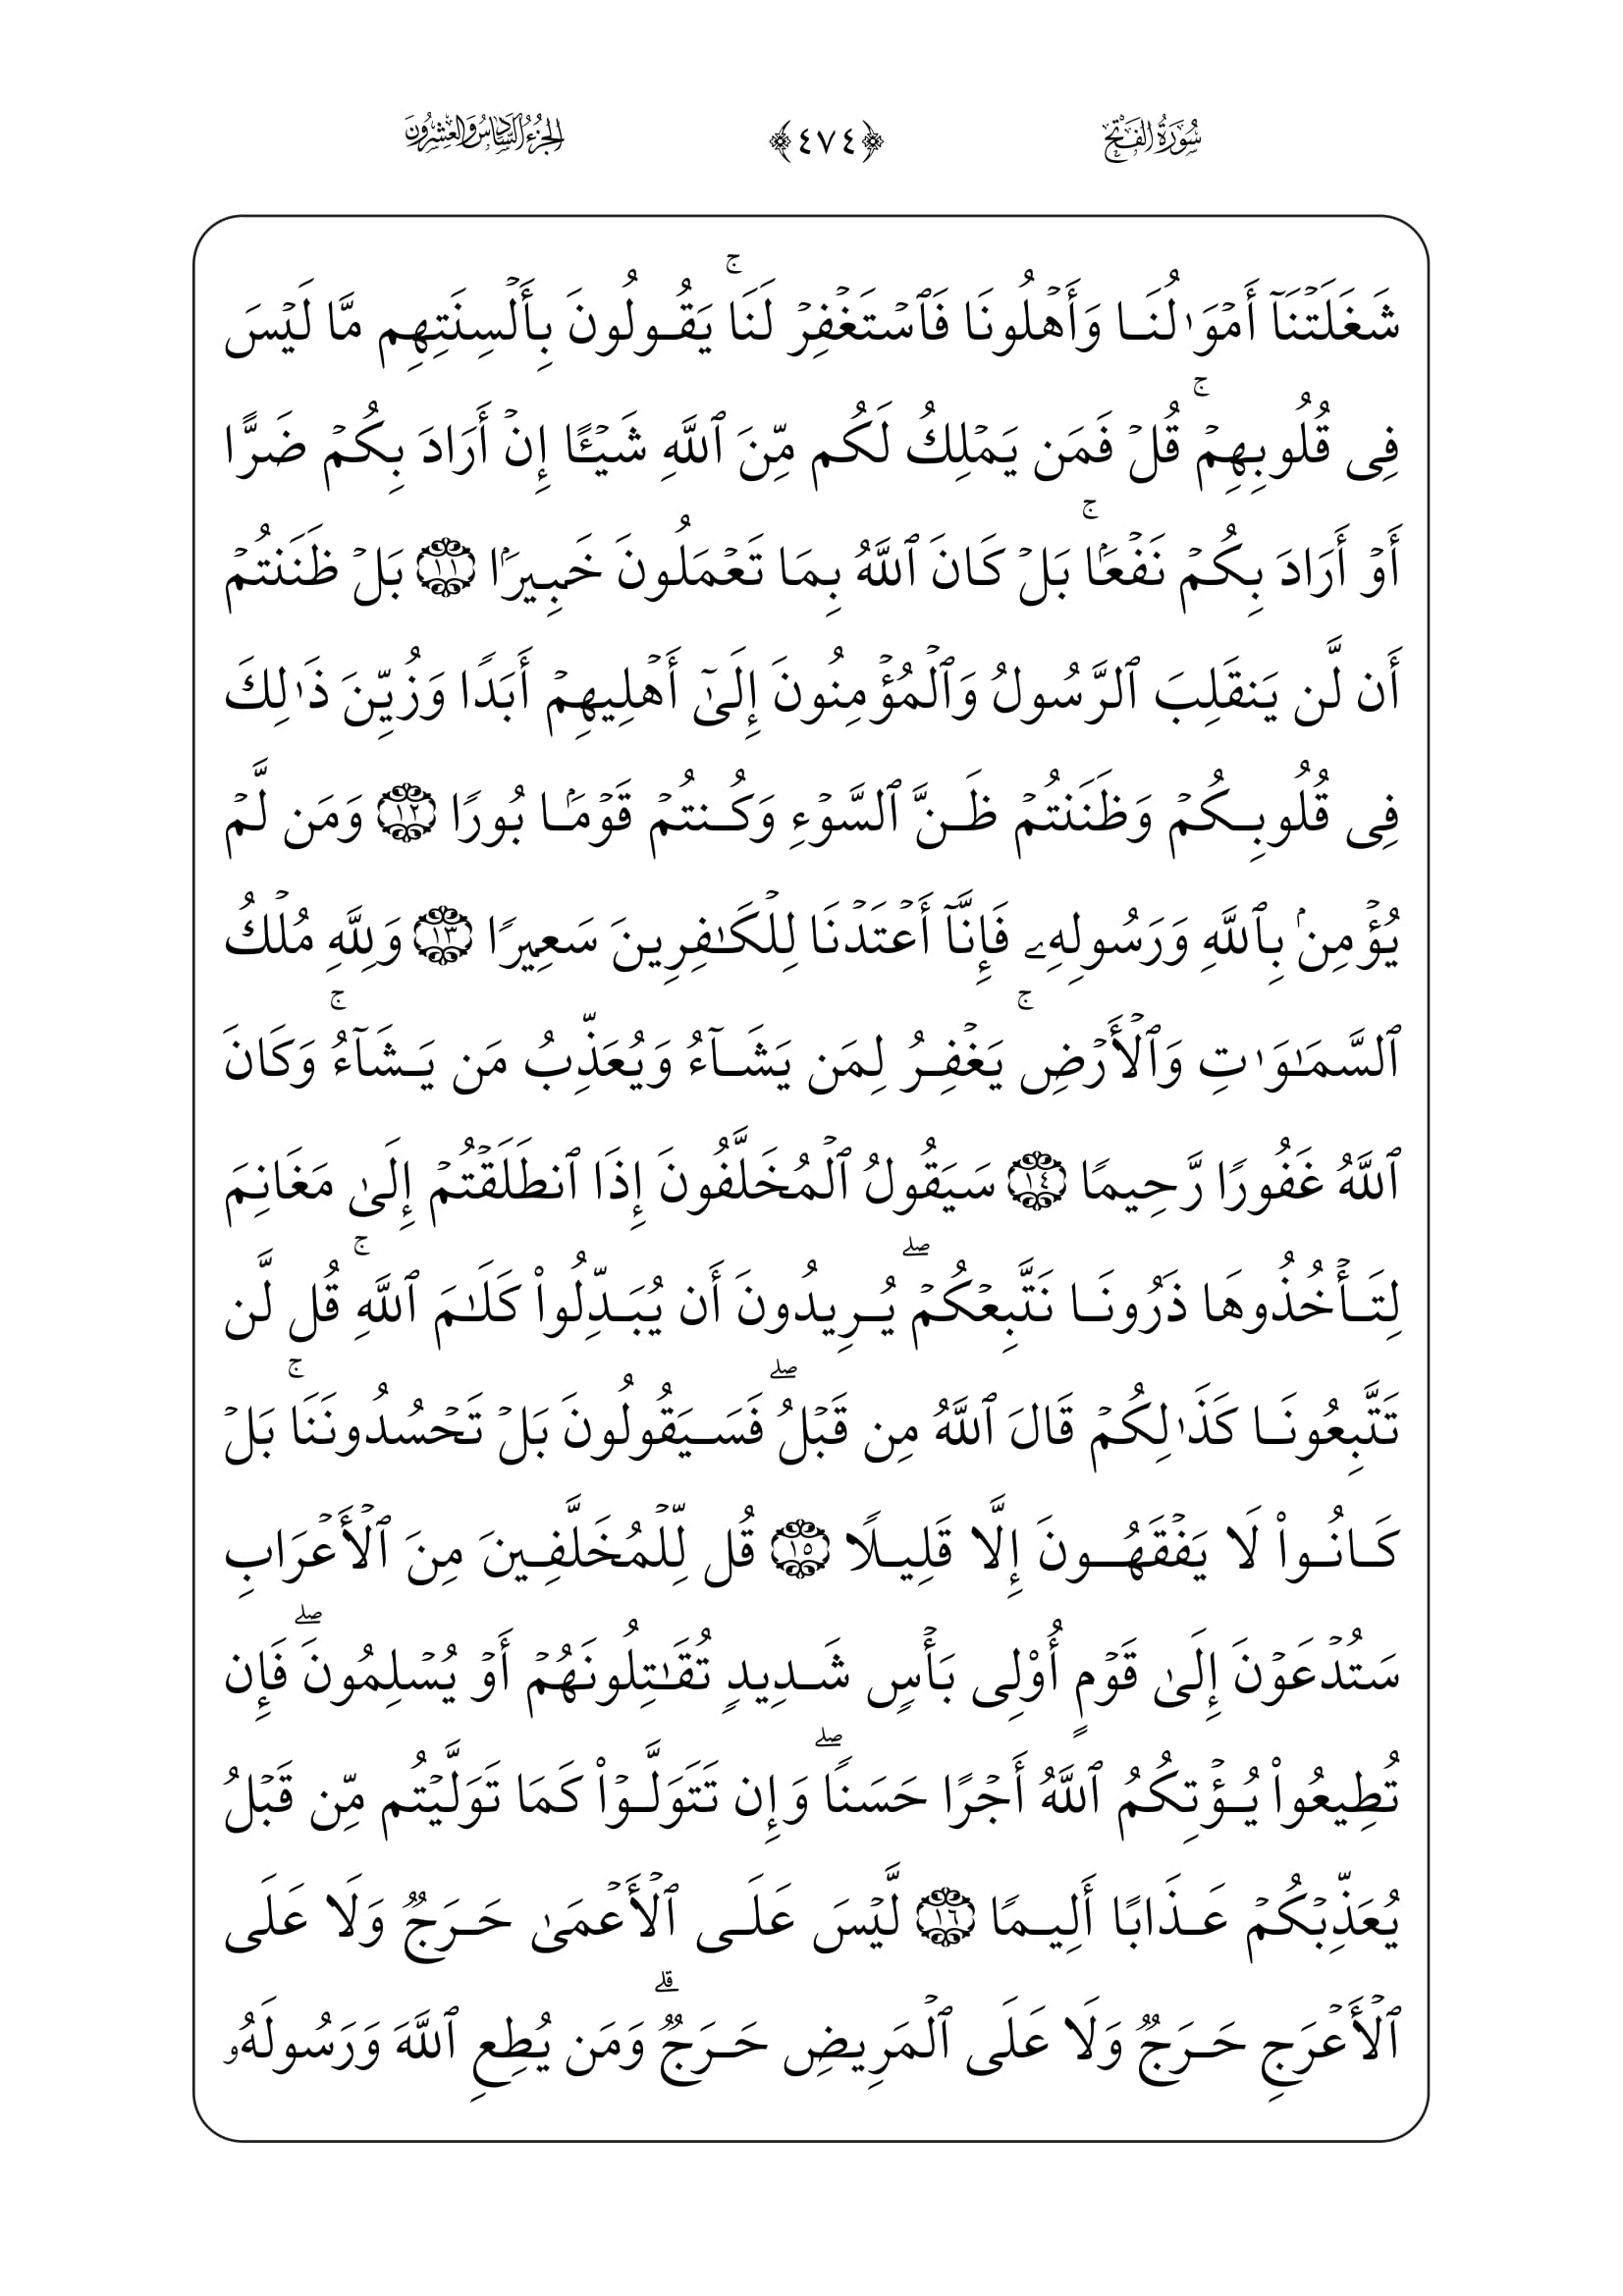 سُورَةُ الفَتْحِ ﴿٤٧٤﴾ الجُزْءُ السَّادِسُ وَالعِشْرُونَ
شَغَلَتۡنَآ أَمۡوَٰلُنَا وَأَهۡلُونَا فَٱسۡتَغۡفِرۡ لَنَاۚ يَقُولُونَ بِأَلۡسِنَتِهِم مَّا لَيۡسَ
فِي قُلُوبِهِمۡۚ قُلۡ فَمَن يَمۡلِكُ لَكُم مِّنَ ٱللَّهِ شَيۡـًٔا إِنۡ أَرَادَ بِكُمۡ ضَرًّا
أَوۡ أَرَادَ بِكُمۡ نَفۡعَۢاۚ بَلۡ كَانَ ٱللَّهُ بِمَا تَعۡمَلُونَ خَبِيرَۢا ١١ بَلۡ ظَنَنتُمۡ
أَن لَّن يَنقَلِبَ ٱلرَّسُولُ وَٱلۡمُؤۡمِنُونَ إِلَىٰٓ أَهۡلِيهِمۡ أَبَدٗا وَزُيِّنَ ذَٰلِكَ
فِي قُلُوبِكُمۡ وَظَنَنتُمۡ ظَنَّ ٱلسَّوۡءِ وَكُنتُمۡ قَوۡمَۢا بُورٗا ١٢ وَمَن لَّمۡ
يُؤۡمِنۢ بِٱللَّهِ وَرَسُولِهِۦ فَإِنَّآ أَعۡتَدۡنَا لِلۡكَٰفِرِينَ سَعِيرٗا ١٣ وَلِلَّهِ مُلۡكُ
ٱلسَّمَٰوَٰتِ وَٱلۡأَرۡضِۚ يَغۡفِرُ لِمَن يَشَآءُ وَيُعَذِّبُ مَن يَشَآءُۚ وَكَانَ
ٱللَّهُ غَفُورٗا رَّحِيمٗا ١٤ سَيَقُولُ ٱلۡمُخَلَّفُونَ إِذَا ٱنطَلَقۡتُمۡ إِلَىٰ مَغَانِمَ
لِتَأۡخُذُوهَا ذَرُونَا نَتَّبِعۡكُمۡۖ يُرِيدُونَ أَن يُبَدِّلُواْ كَلَٰمَ ٱللَّهِۚ قُل لَّن
تَتَّبِعُونَا كَذَٰلِكُمۡ قَالَ ٱللَّهُ مِن قَبۡلُۖ فَسَيَقُولُونَ بَلۡ تَحۡسُدُونَنَاۚ بَلۡ
كَانُواْ لَا يَفۡقَهُونَ إِلَّا قَلِيلٗا ١٥ قُل لِّلۡمُخَلَّفِينَ مِنَ ٱلۡأَعۡرَابِ
سَتُدۡعَوۡنَ إِلَىٰ قَوۡمٍ أُوْلِي بَأۡسٖ شَدِيدٖ تُقَٰتِلُونَهُمۡ أَوۡ يُسۡلِمُونَۖ فَإِن
تُطِيعُواْ يُؤۡتِكُمُ ٱللَّهُ أَجۡرًا حَسَنٗاۖ وَإِن تَتَوَلَّوۡاْ كَمَا تَوَلَّيۡتُم مِّن قَبۡلُ
يُعَذِّبۡكُمۡ عَذَابًا أَلِيمٗا ١٦ لَّيۡسَ عَلَى ٱلۡأَعۡمَىٰ حَرَجٞ وَلَا عَلَى
ٱلۡأَعۡرَجِ حَرَجٞ وَلَا عَلَى ٱلۡمَرِيضِ حَرَجٞۗ وَمَن يُطِعِ ٱللَّهَ وَرَسُولَهُۥ